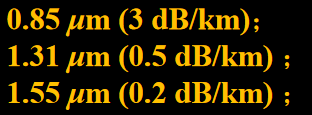 0.85 μm (3 dB/km)；
1.31 μm (0.5 dB/km) ；
1.55 μm (0.2 dB/km) ；